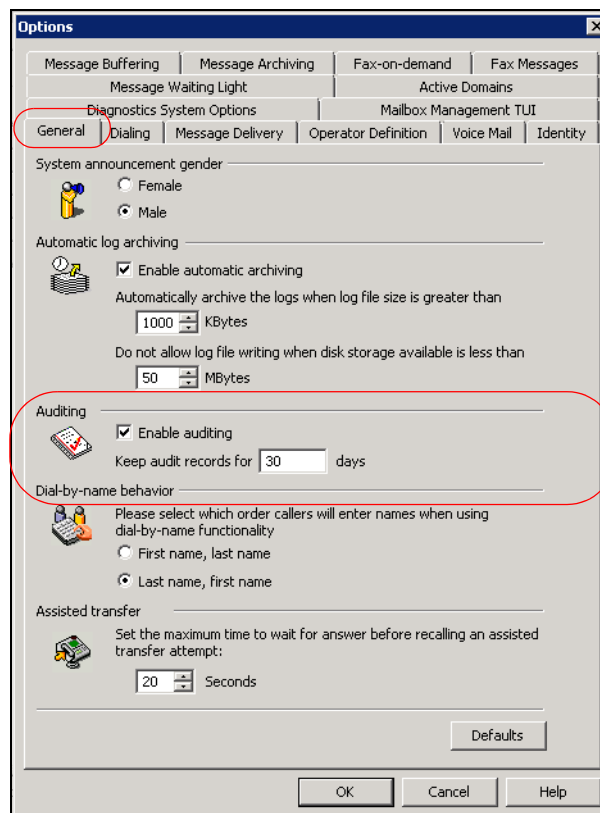 Options
Message Buffering Message Archiving Fax-on-demand Fax Messages
Message Waiting Light Active Domains
Diagnostics System Options Mailbox Management TUI
General Dialing Message Delivery Operator Definition Voice Mail Identity
System announcement gender
Female
Male
Automatic log archiving
Enable automatic archiving
Automatically archive the logs when log file size is greater than
1000 KBytes
Do not allow log file writing when disk storage available is less than
50 MBytes
Auditing
Enable auditing
Keep audit records for 30 days
Dial-by-name behavior
Please select which order callers will enter names when using
dial-by-name functionality
First name, last name
Last name, first name
Assisted transfer
Set the maximum time to wait for answer before recalling an assisted
transfer attempt:
20 Seconds
Defaults
OK Cancel Help